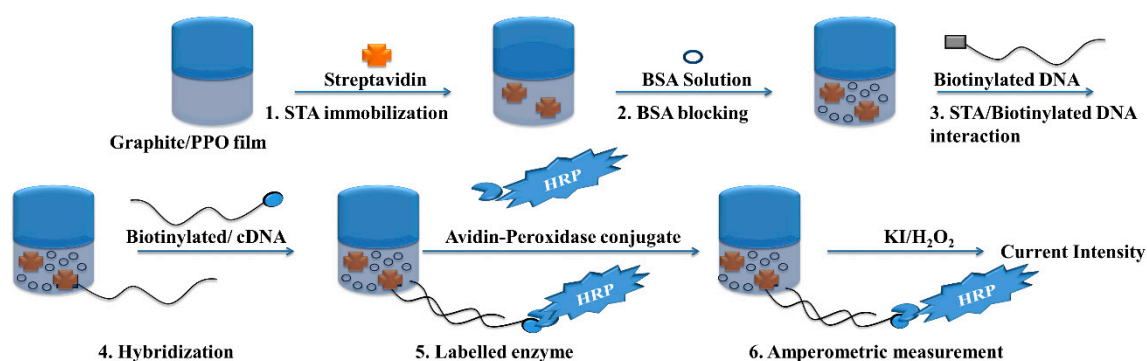 Streptavidin
1. STA immobilization
Graphite/PPO film
BSA Solution
2. BSA blocking
Biotinylated DNA
3. STA/Biotinylated DNA
interaction
HRP
Biotinylated/ cDNA
Avidin-Peroxidase conjugate
KI/H₂O₂
Current Intensity
HRP
HRP
4. Hybridization
5. Labelled enzyme
6. Amperometric measurement